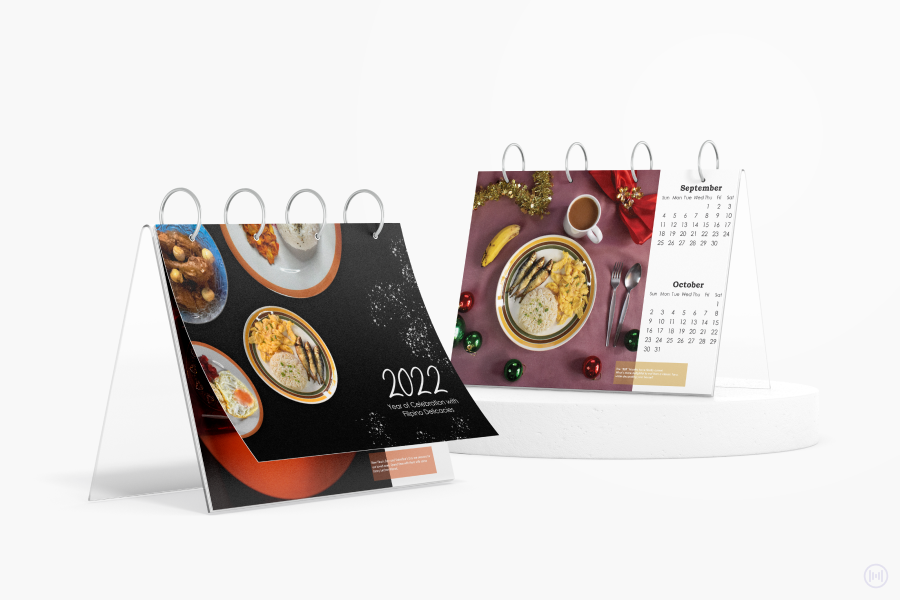 2022
Year of Celebration with
Filipino Delicacies
September
Sun Mon Tue Wed Thu Fri Sat
1 2 3
4 5 6 7 8 9 10
11 12 13 14 15 16 17
18 19 20 21 22 23 24
25 26 27 28 29 30
October
Sun Mon Tue Wed Thu Fri Sat
1
2 3 4 5 6 7 8
9 10 11 12 13 14 15
16 17 18 19 20 21 22
23 24 25 26 27 28 29
30 31